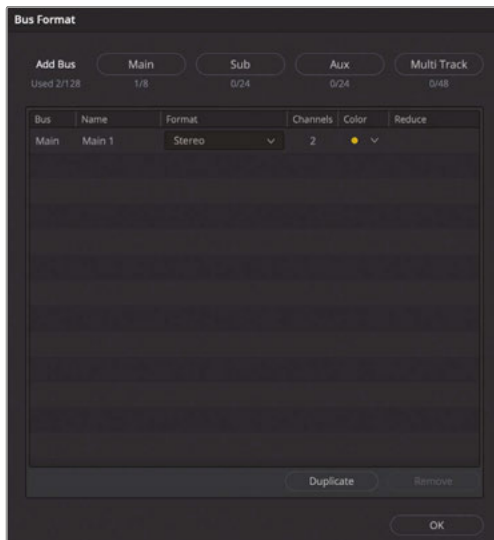 Bus Format
Add Bus Main Sub Aux Multi Track
Used 2/128 1/8 0/24 0/24 0/48
Bus Name Format Channels Color Reduce
Main Main 1 Stereo 2
Duplicate Remove
OK